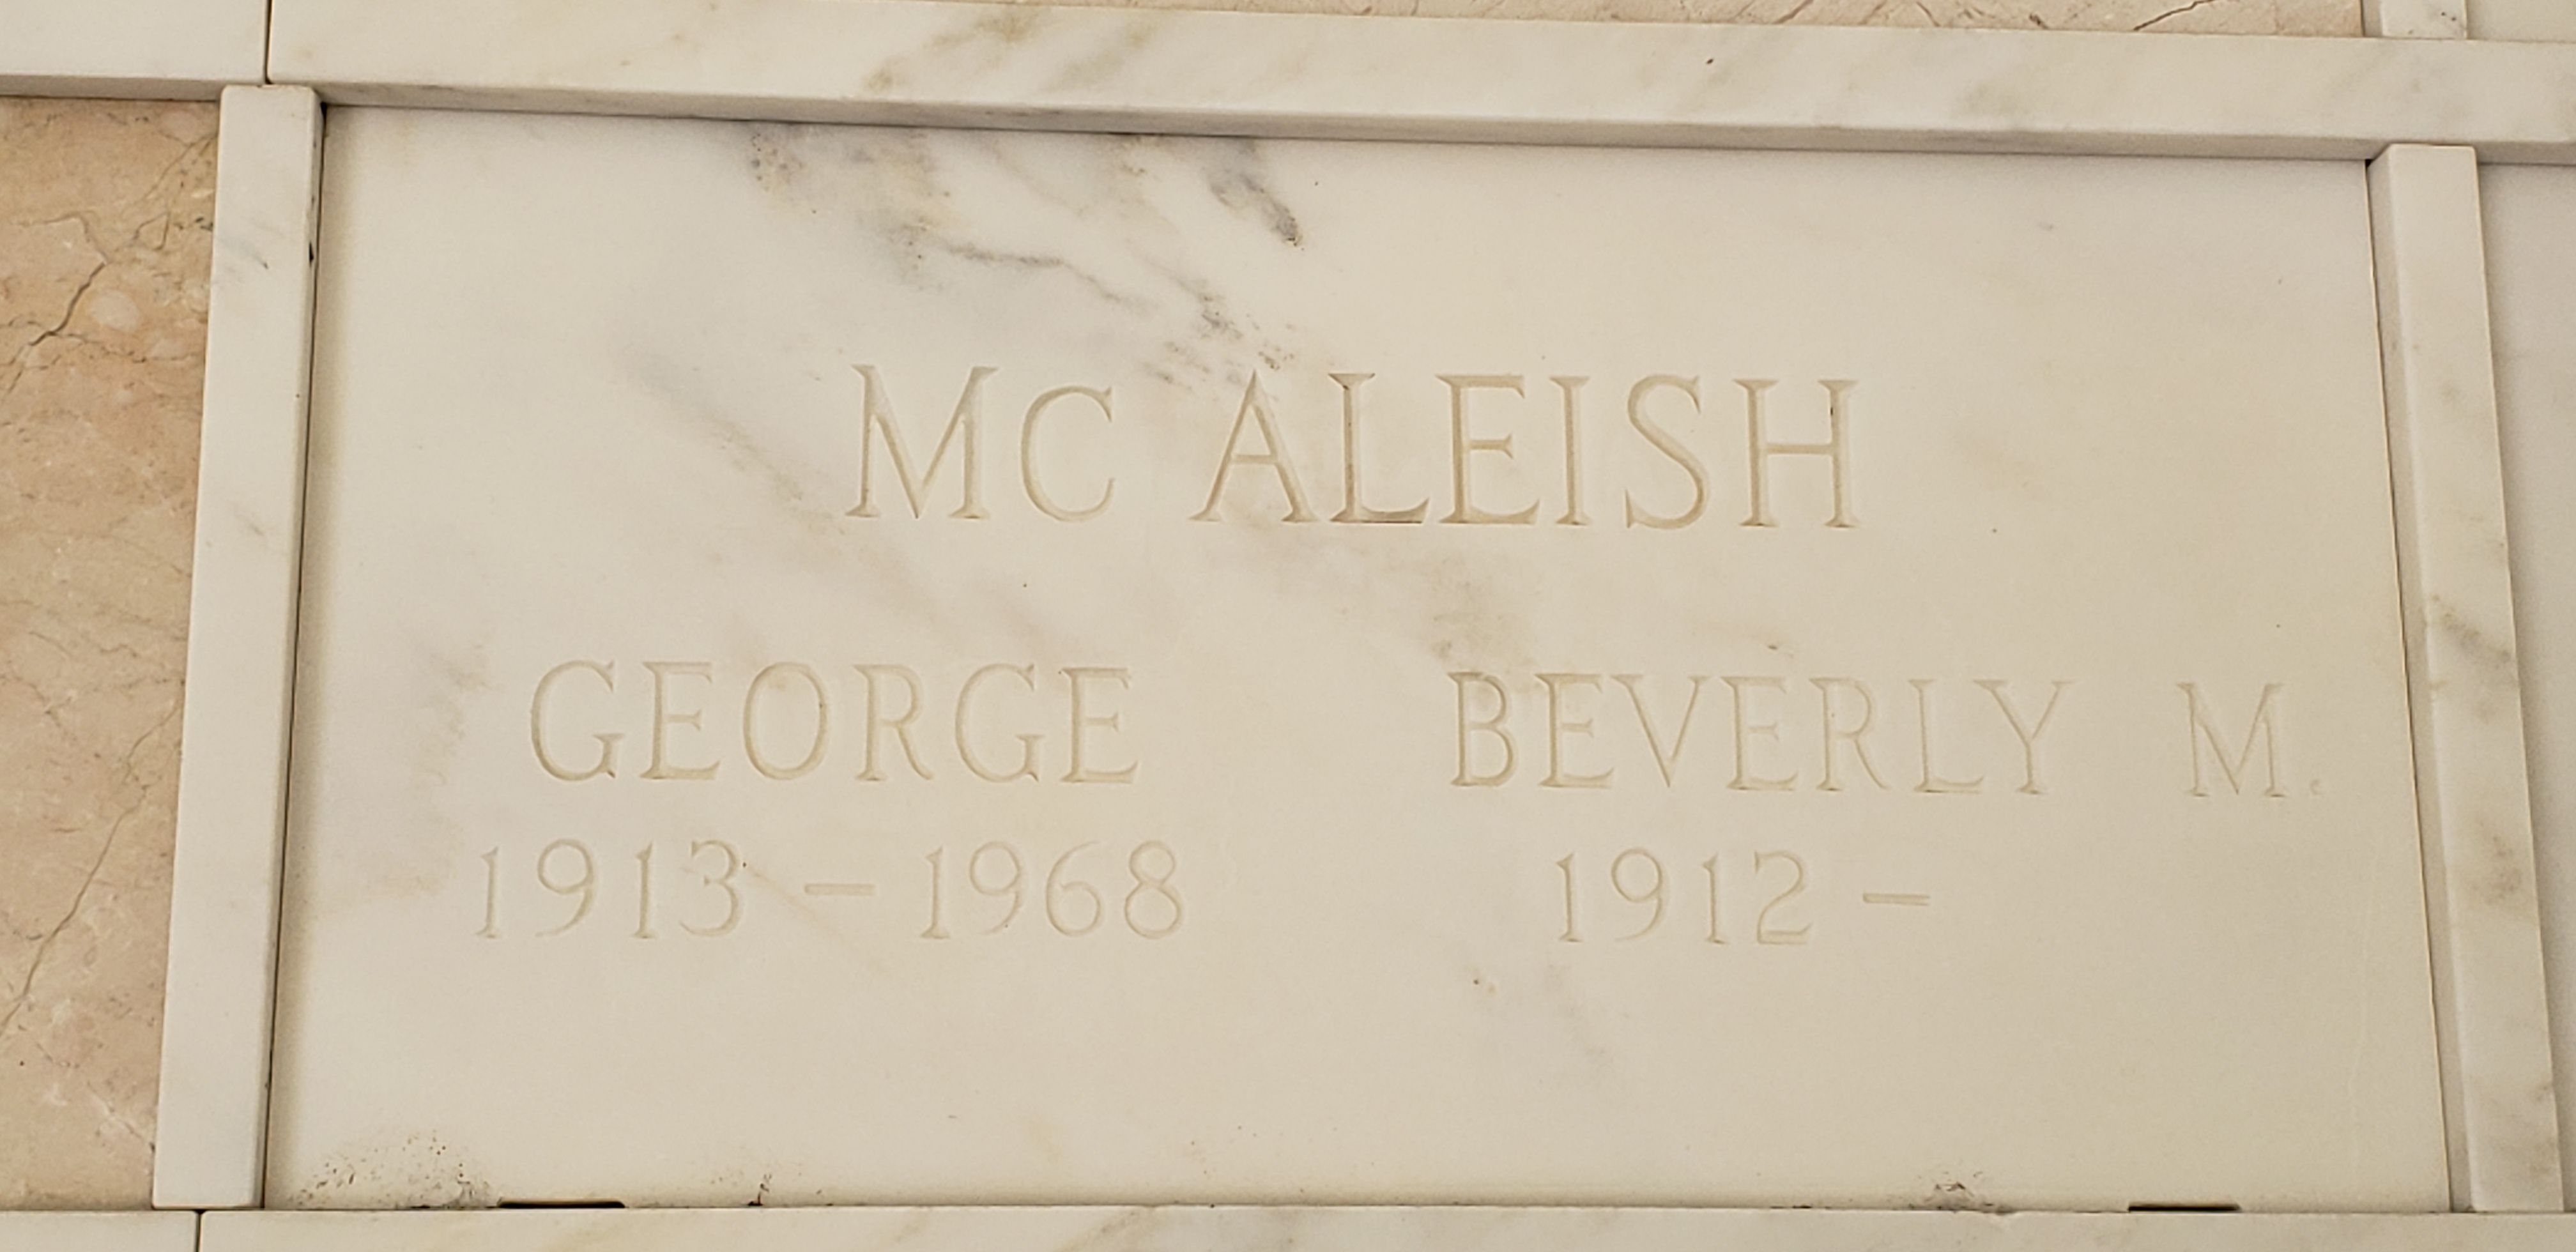 MC ALEISH
GEORGE BEVERLY M.
1913 – 1968 1912 –